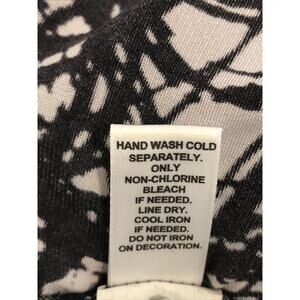 HAND WASH COLD
SEPARATELY.
ONLY
NON-CHLORINE
BLEACH
IF NEEDED.
LINE DRY.
COOL IRON
IF NEEDED.
DO NOT IRON
ON DECORATION.